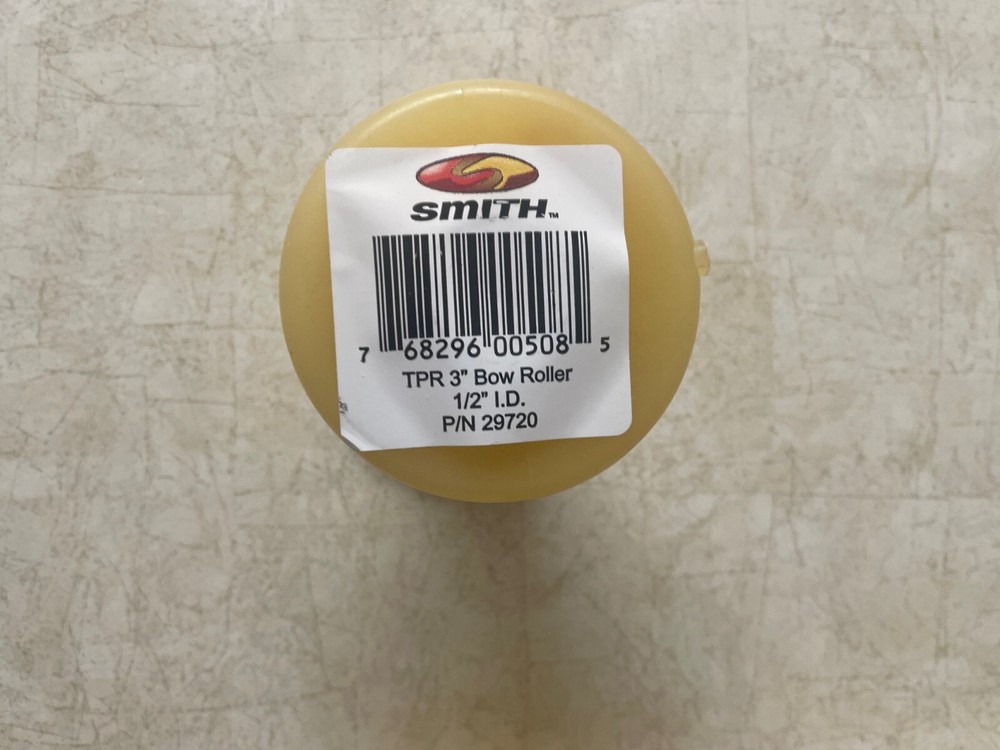 SMITH™
7 68296 00508 5
TPR 3" Bow Roller
1/2" I.D.
P/N 29720